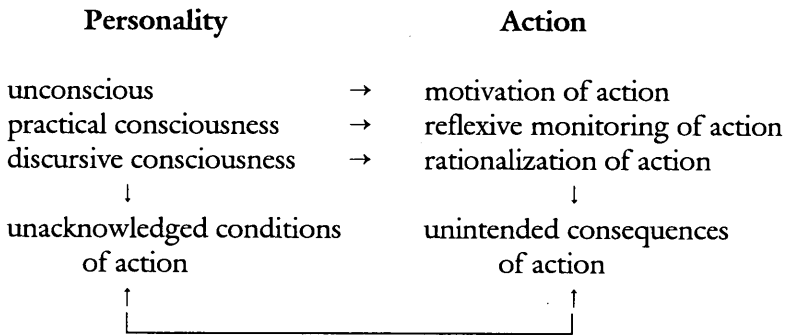 Personality Action
unconscious → motivation of action
practical consciousness → reflexive monitoring of action
discursive consciousness → rationalization of action
↓ ↓
unacknowledged conditions unintended consequences
of action of action
↑ ↑